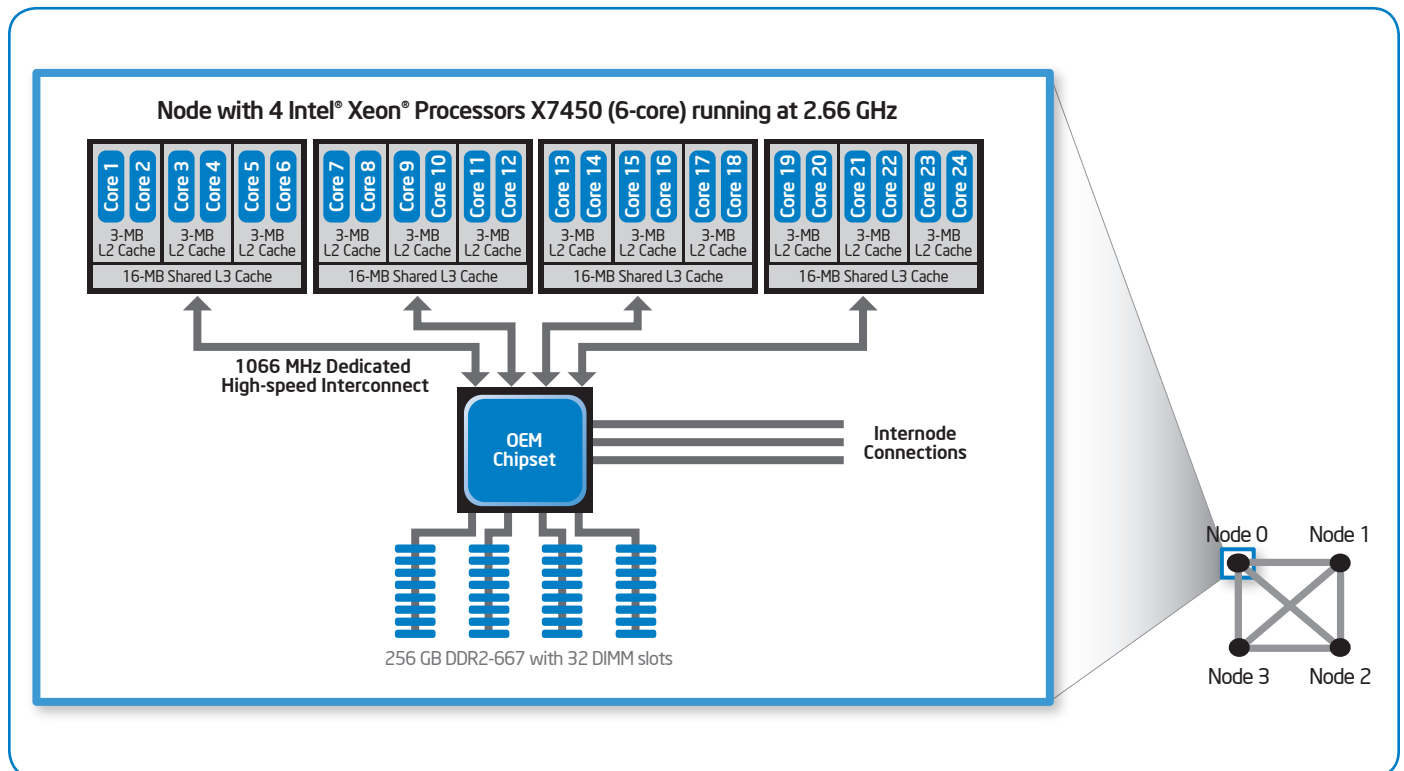 Node with 4 Intel® Xeon® Processors X7450 (6-core) running at 2.66 GHz
Core 1
Core 2
Core 3
Core 4
Core 5
Core 6
3-MB
L2 Cache
3-MB
L2 Cache
3-MB
L2 Cache
16-MB Shared L3 Cache
Core 7
Core 8
Core 9
Core 10
Core 11
Core 12
3-MB
L2 Cache
3-MB
L2 Cache
3-MB
L2 Cache
16-MB Shared L3 Cache
Core 13
Core 14
Core 15
Core 16
Core 17
Core 18
3-MB
L2 Cache
3-MB
L2 Cache
3-MB
L2 Cache
16-MB Shared L3 Cache
Core 19
Core 20
Core 21
Core 22
Core 23
Core 24
3-MB
L2 Cache
3-MB
L2 Cache
3-MB
L2 Cache
16-MB Shared L3 Cache
1066 MHz Dedicated
High-speed Interconnect
OEM
Chipset
Internode
Connections
256 GB DDR2-667 with 32 DIMM slots
Node 0
Node 1
Node 3
Node 2